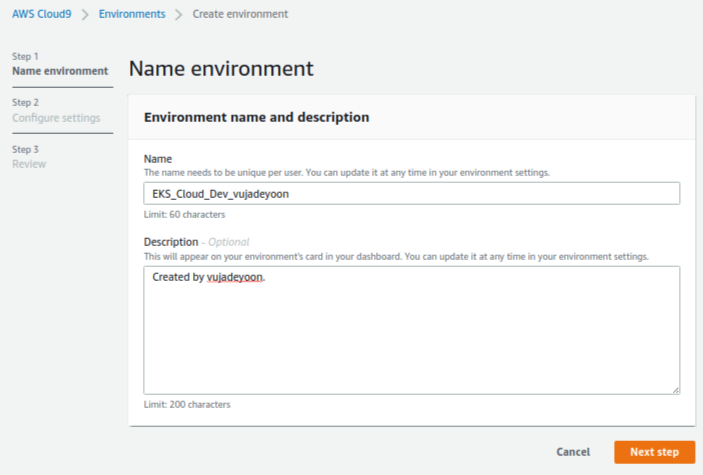 AWS Cloud9 > Environments > Create environment
Step 1
Name environment
Step 2
Configure settings
Step 3
Review
Name environment
Environment name and description
Name
The name needs to be unique per user. You can update it at any time in your environment settings.
EKS_Cloud_Dev_vujadeyoon
Limit: 60 characters
Description - Optional
This will appear on your environment's card in your dashboard. You can update it at any time in your environment settings.
Created by vujadeyoon.
Limit: 200 characters
Cancel
Next step